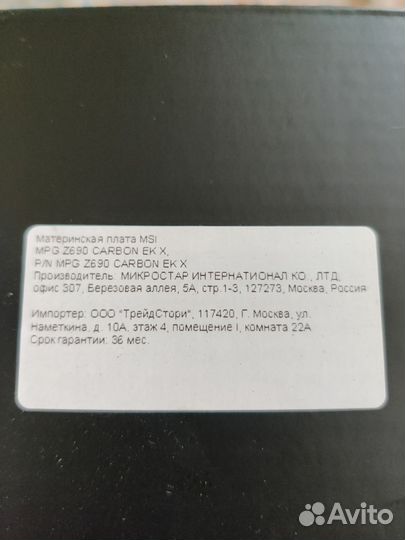 Материнская плата MSI
MPG Z690 CARBON EK X,
P/N MPG Z690 CARBON EK X
Производитель: МИКРОСТАР ИНТЕРНАТИОНАЛ КО., ЛТД,
офис 307, Березовая аллея, 5А, стр.1-3, 127273, Москва, Россия
Импортер: ООО "ТрейдСтори", 117420, Г. Москва, ул.
Наметкина, д. 10А, этаж 4, помещение I, комната 22А
Срок гарантии: 36 мес.
Avito